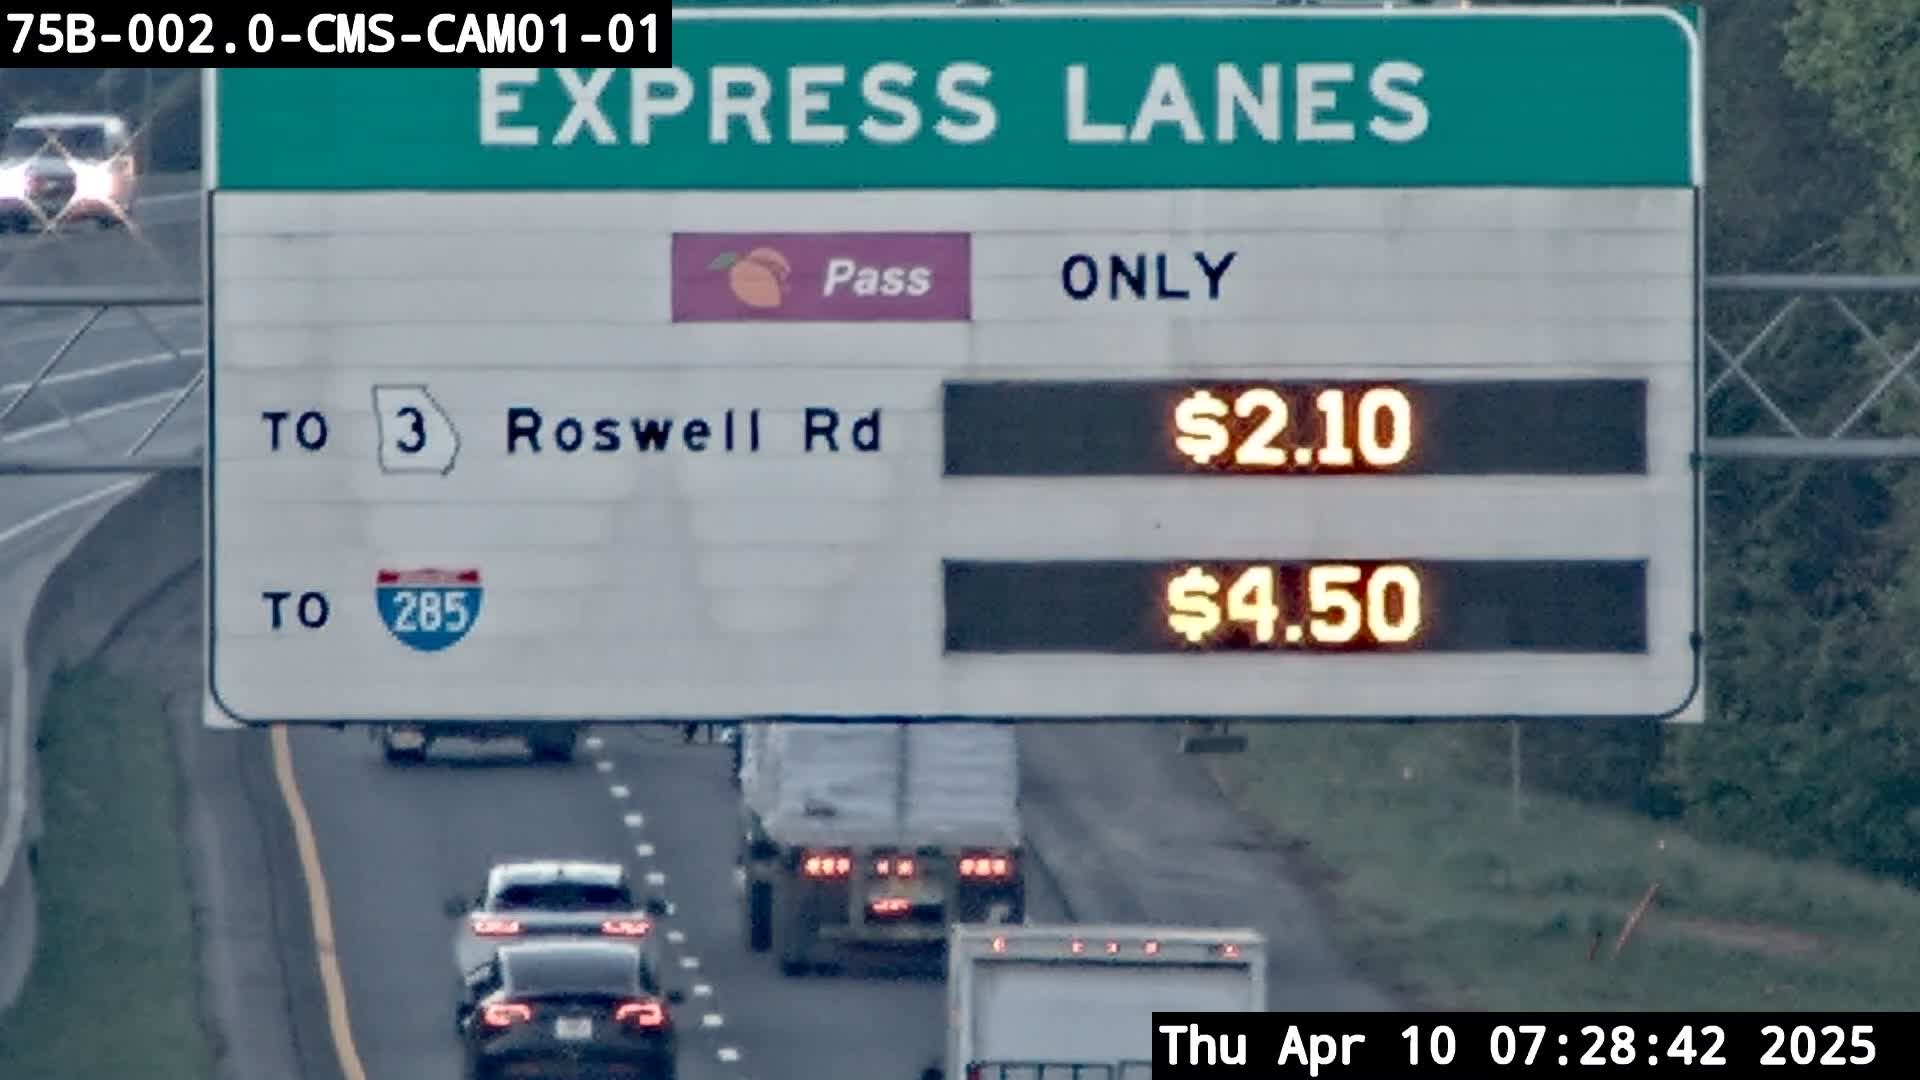 75B-002.0-CMS-CAM01-01
EXPRESS LANES
Pass ONLY
TO 3 Roswell Rd $2.10
TO 285 $4.50
Thu Apr 10 07:28:42 2025